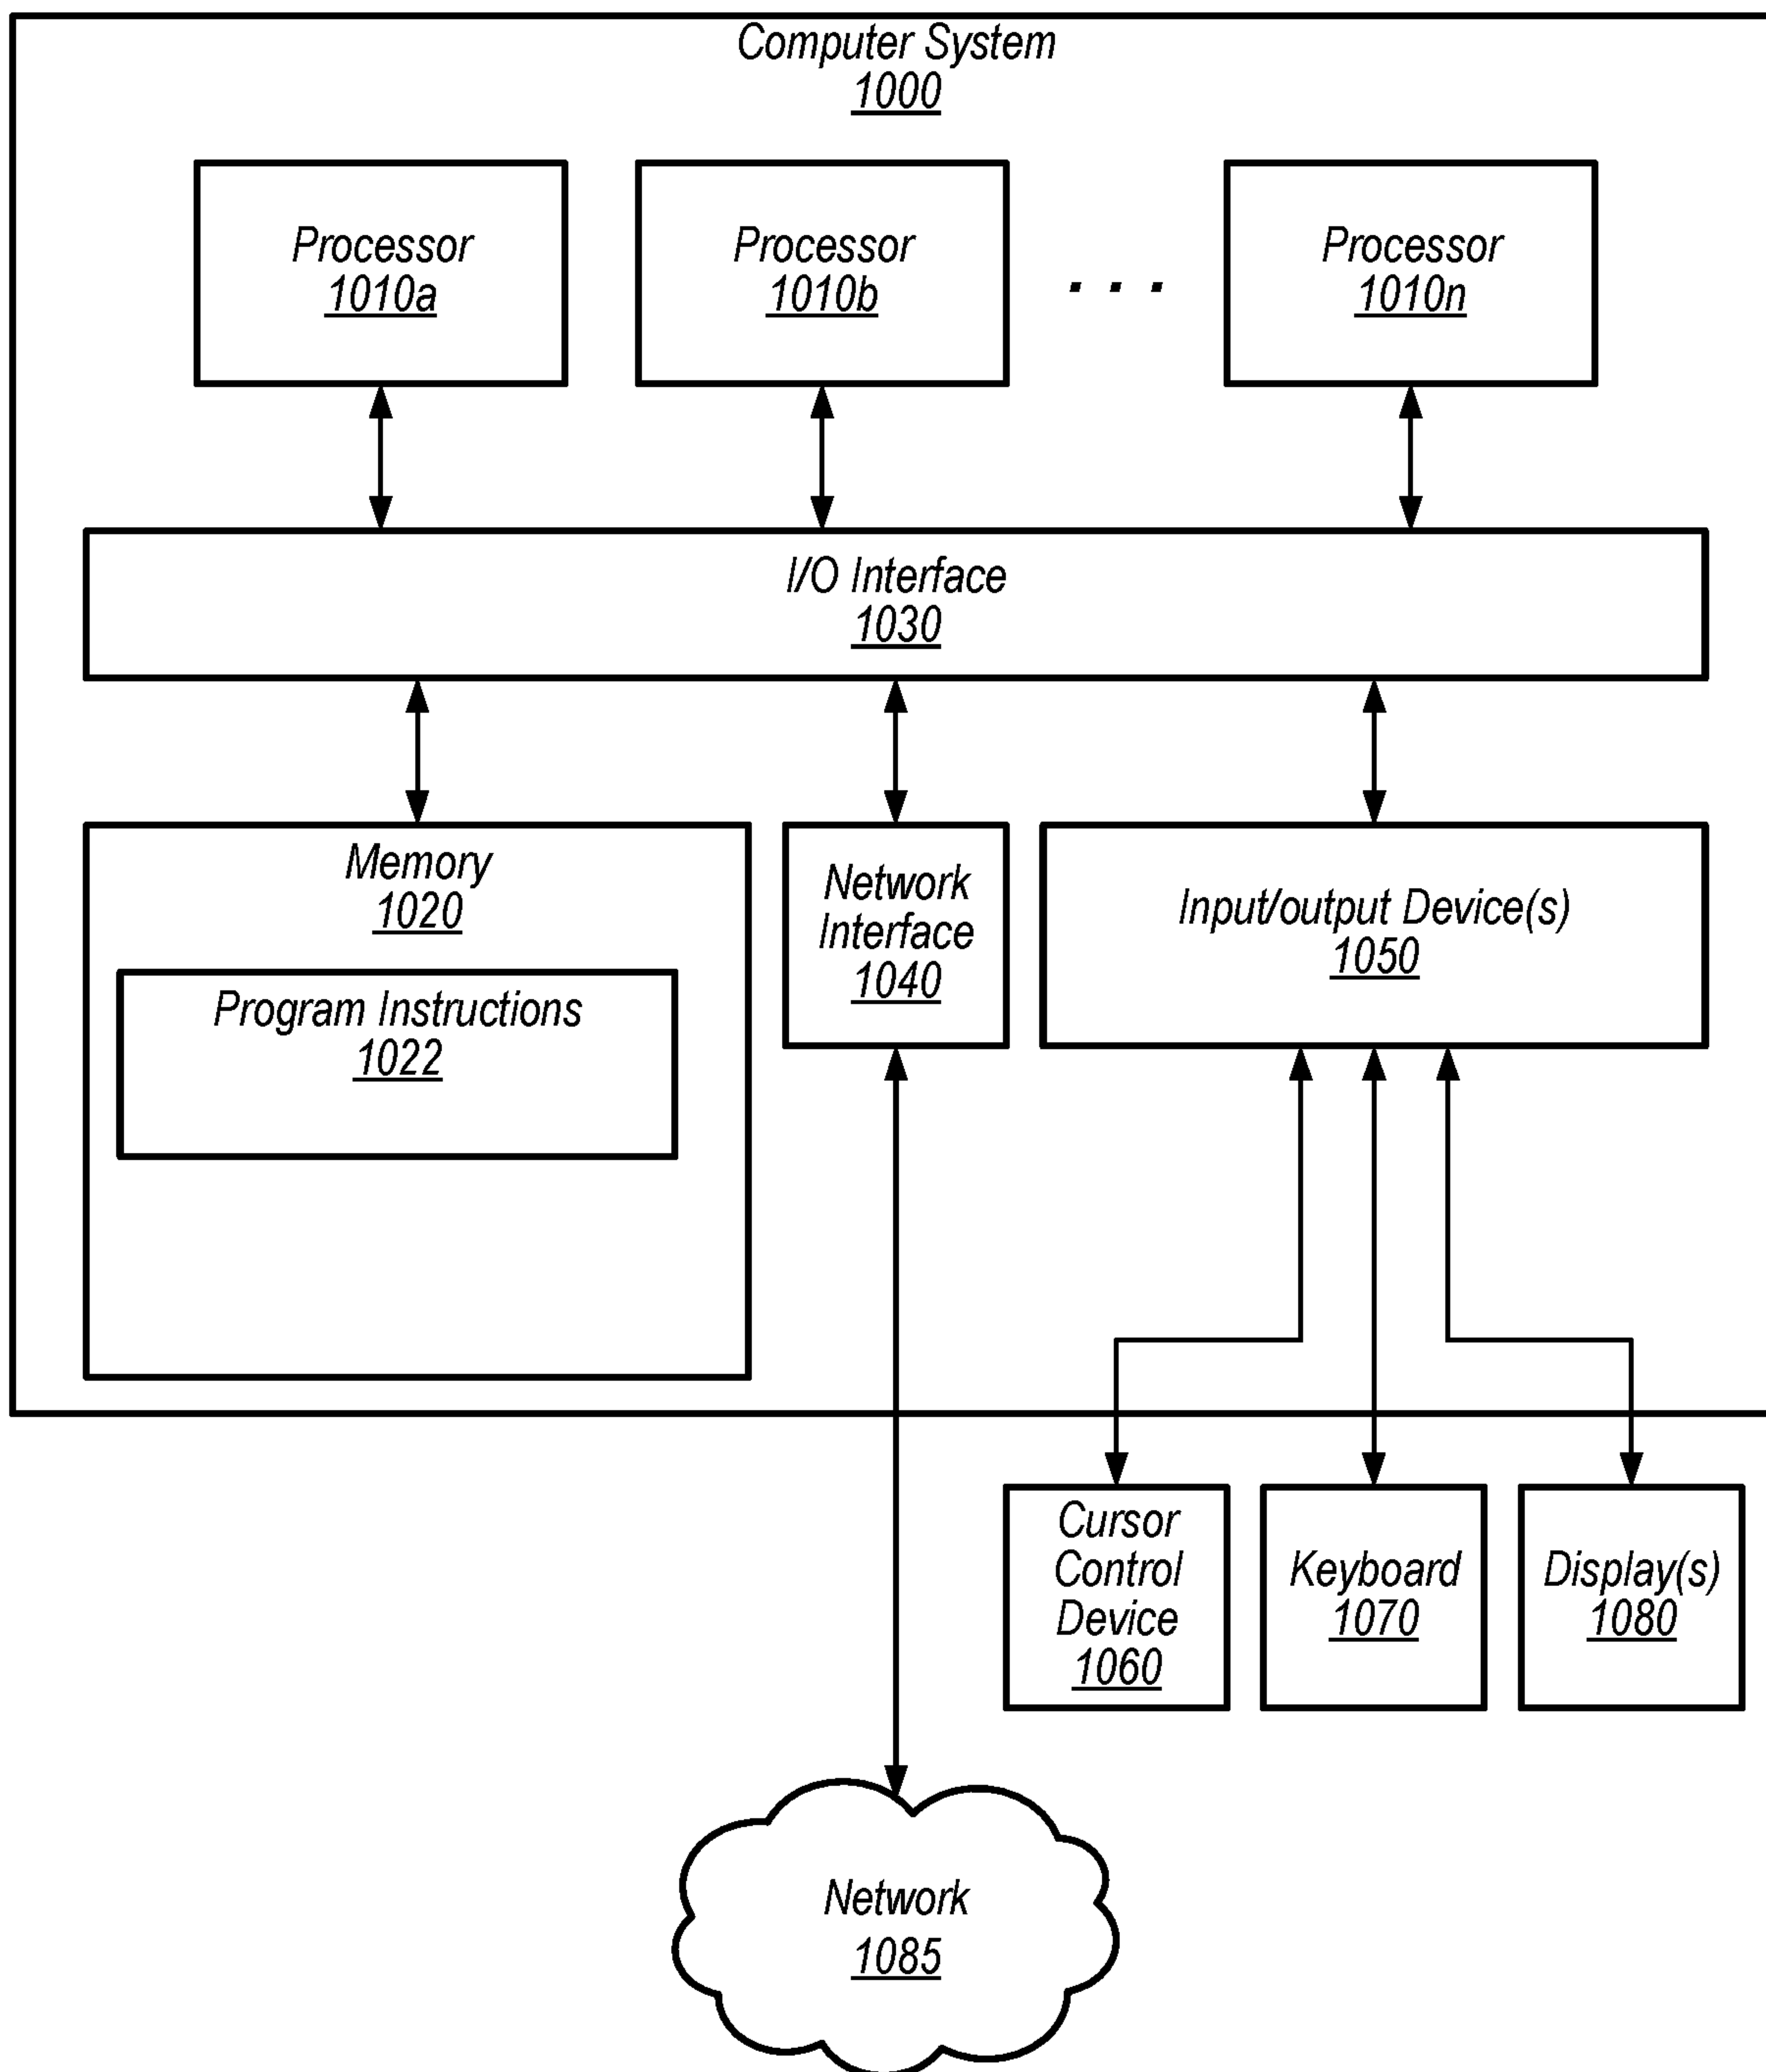 Computer System
1000
Processor
1010a
Processor
1010b
. . .
Processor
1010n
I/O Interface
1030
Memory
1020
Program Instructions
1022
Network
Interface
1040
Input/output Device(s)
1050
Cursor
Control
Device
1060
Keyboard
1070
Display(s)
1080
Network
1085